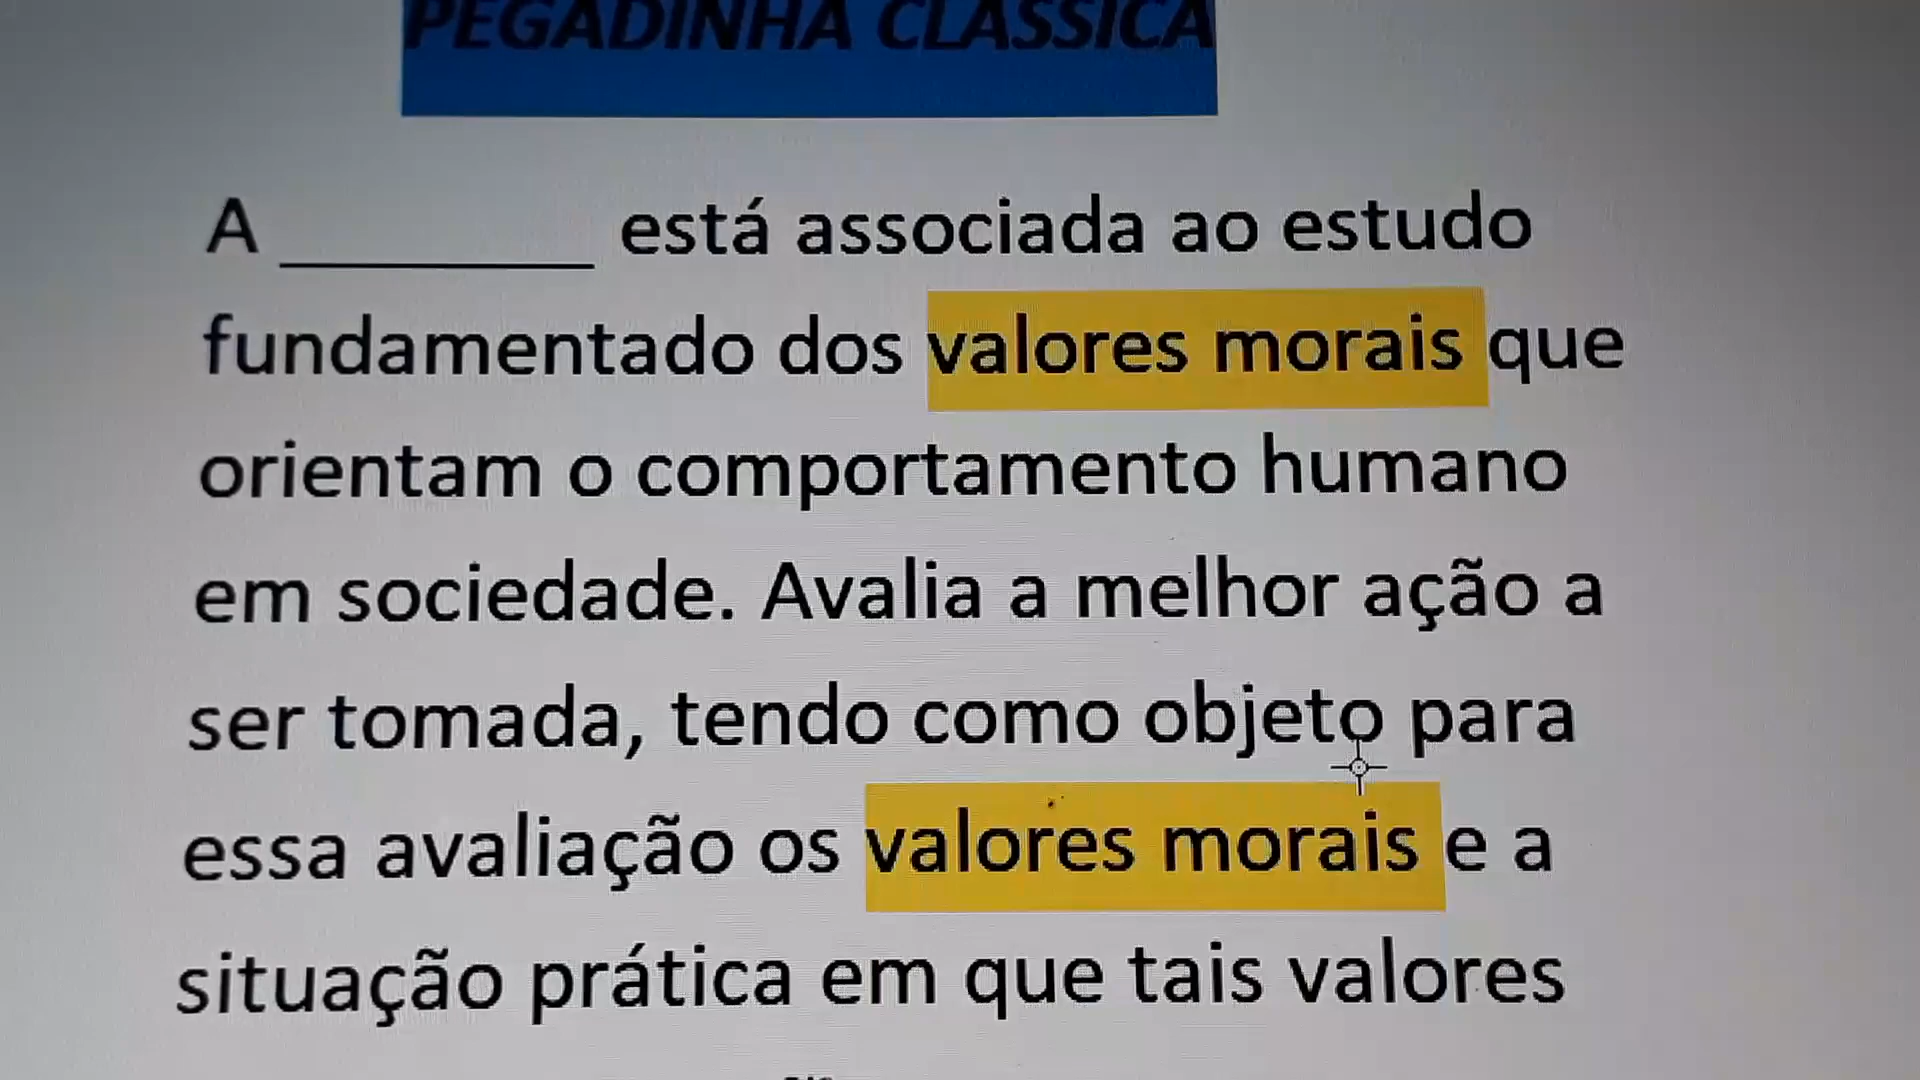 PEGADINHA CLÁSSICA
A ________ está associada ao estudo
fundamentado dos valores morais que
orientam o comportamento humano
em sociedade. Avalia a melhor ação a
ser tomada, tendo como objeto para
essa avaliação os valores morais e a
situação prática em que tais valores